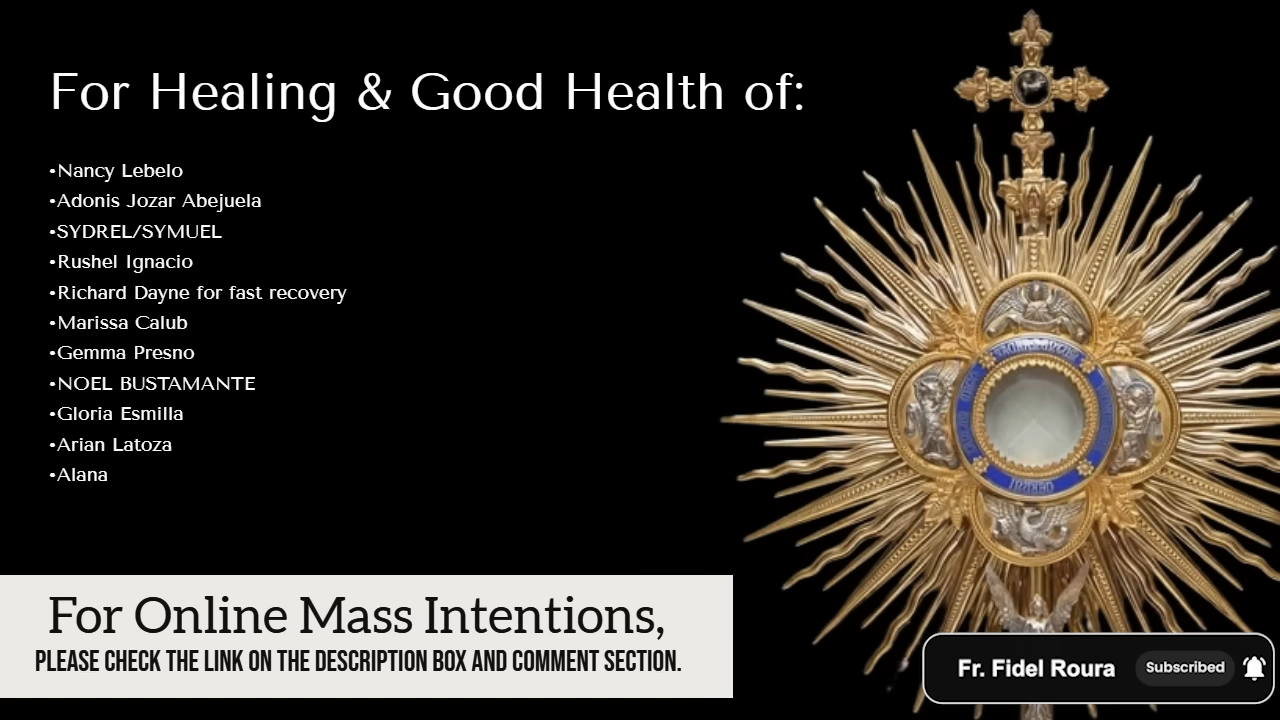 For Healing & Good Health of:
•Nancy Lebelo
•Adonis Jozar Abejuela
•SYDREL/SYMUEL
•Rushel Ignacio
•Richard Dayne for fast recovery
•Marissa Calub
•Gemma Presno
•NOEL BUSTAMANTE
•Gloria Esmilla
•Arian Latoza
•Alana
For Online Mass Intentions,
PLEASE CHECK THE LINK ON THE DESCRIPTION BOX AND COMMENT SECTION.
Fr. Fidel Roura Subscribed